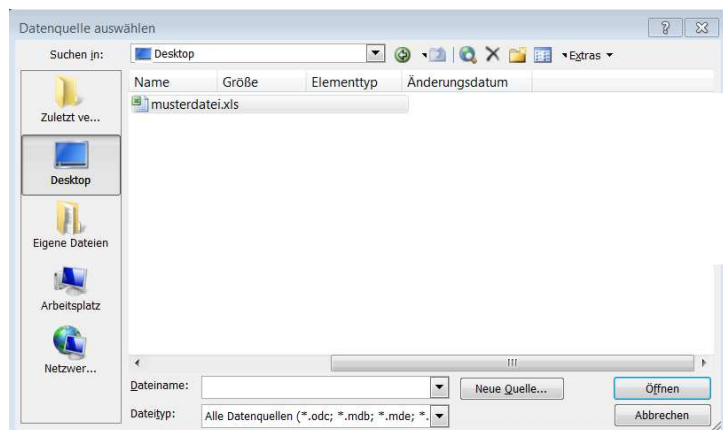 Datenquelle auswählen
Suchen in: Desktop Extras
Name Größe Elementtyp Änderungsdatum
musterdatei.xls
Zuletzt ve...
Desktop
Eigene Dateien
Arbeitsplatz
Netzwer...
Dateiname: Neue Quelle... Öffnen
Dateityp: Alle Datenquellen (*.odc; *.mdb; *.mde; *. Abbrechen